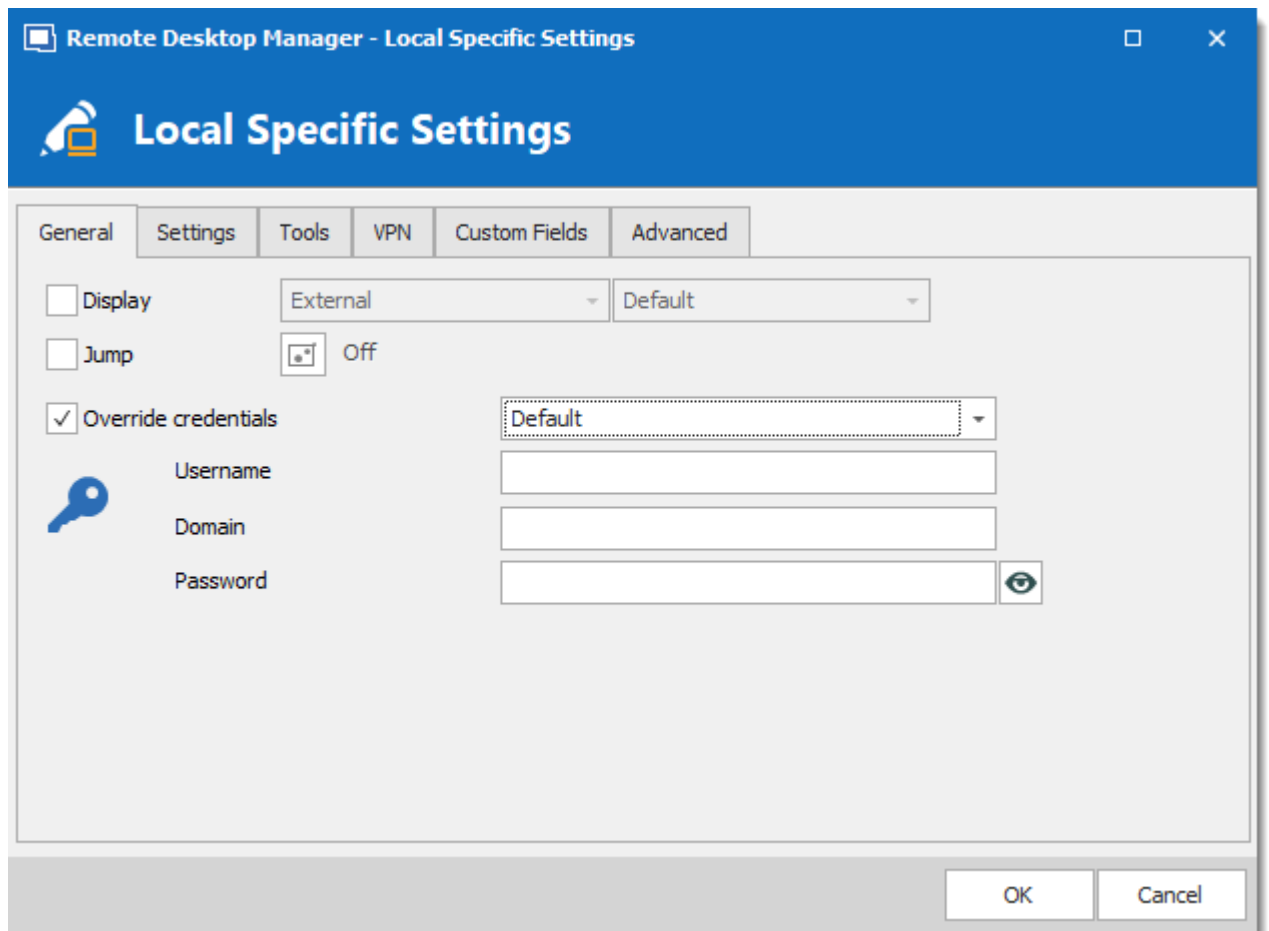 Remote Desktop Manager - Local Specific Settings
Local Specific Settings
General Settings Tools VPN Custom Fields Advanced
Display External Default
Jump Off
Override credentials Default
Username
Domain
Password
OK Cancel